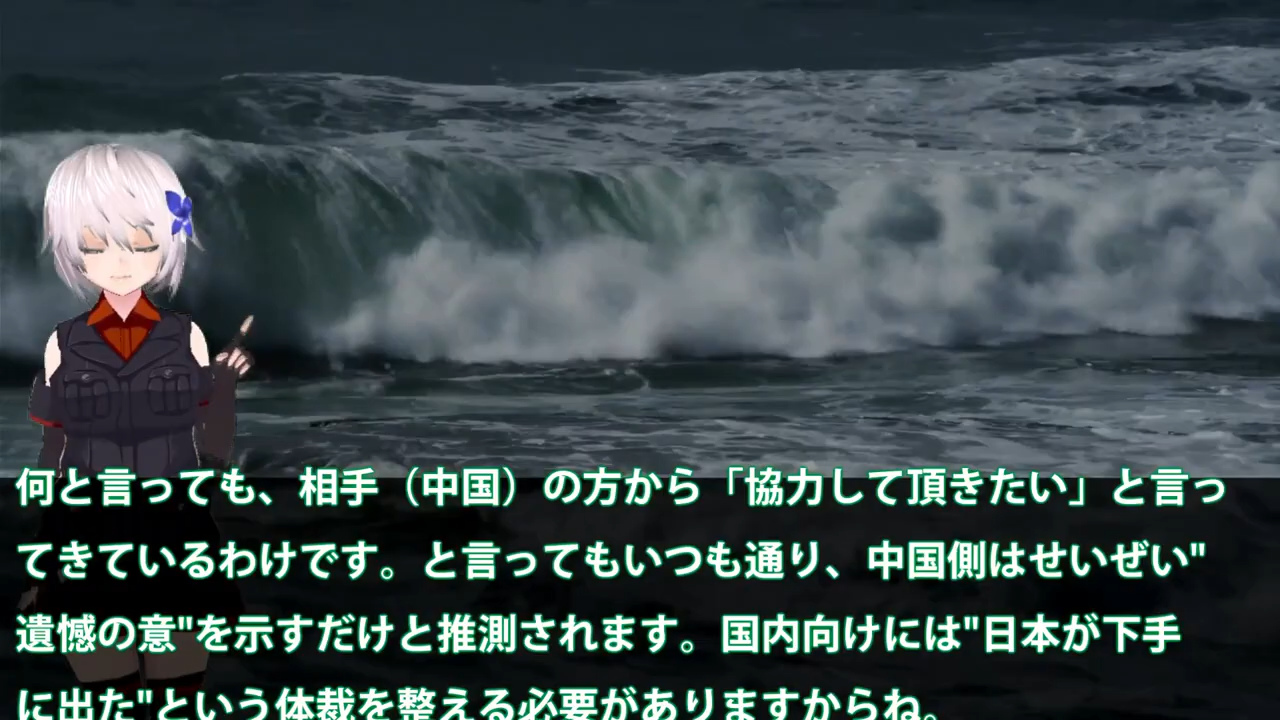 何と言っても、相手（中国）の方から「協力して頂きたい」と言っ
てきているわけです。と言ってもいつも通り、中国側はせいぜい"
遺憾の意"を示すだけと推測されます。国内向けには"日本が下手
に出た"という体裁を整える必要がありますからね。